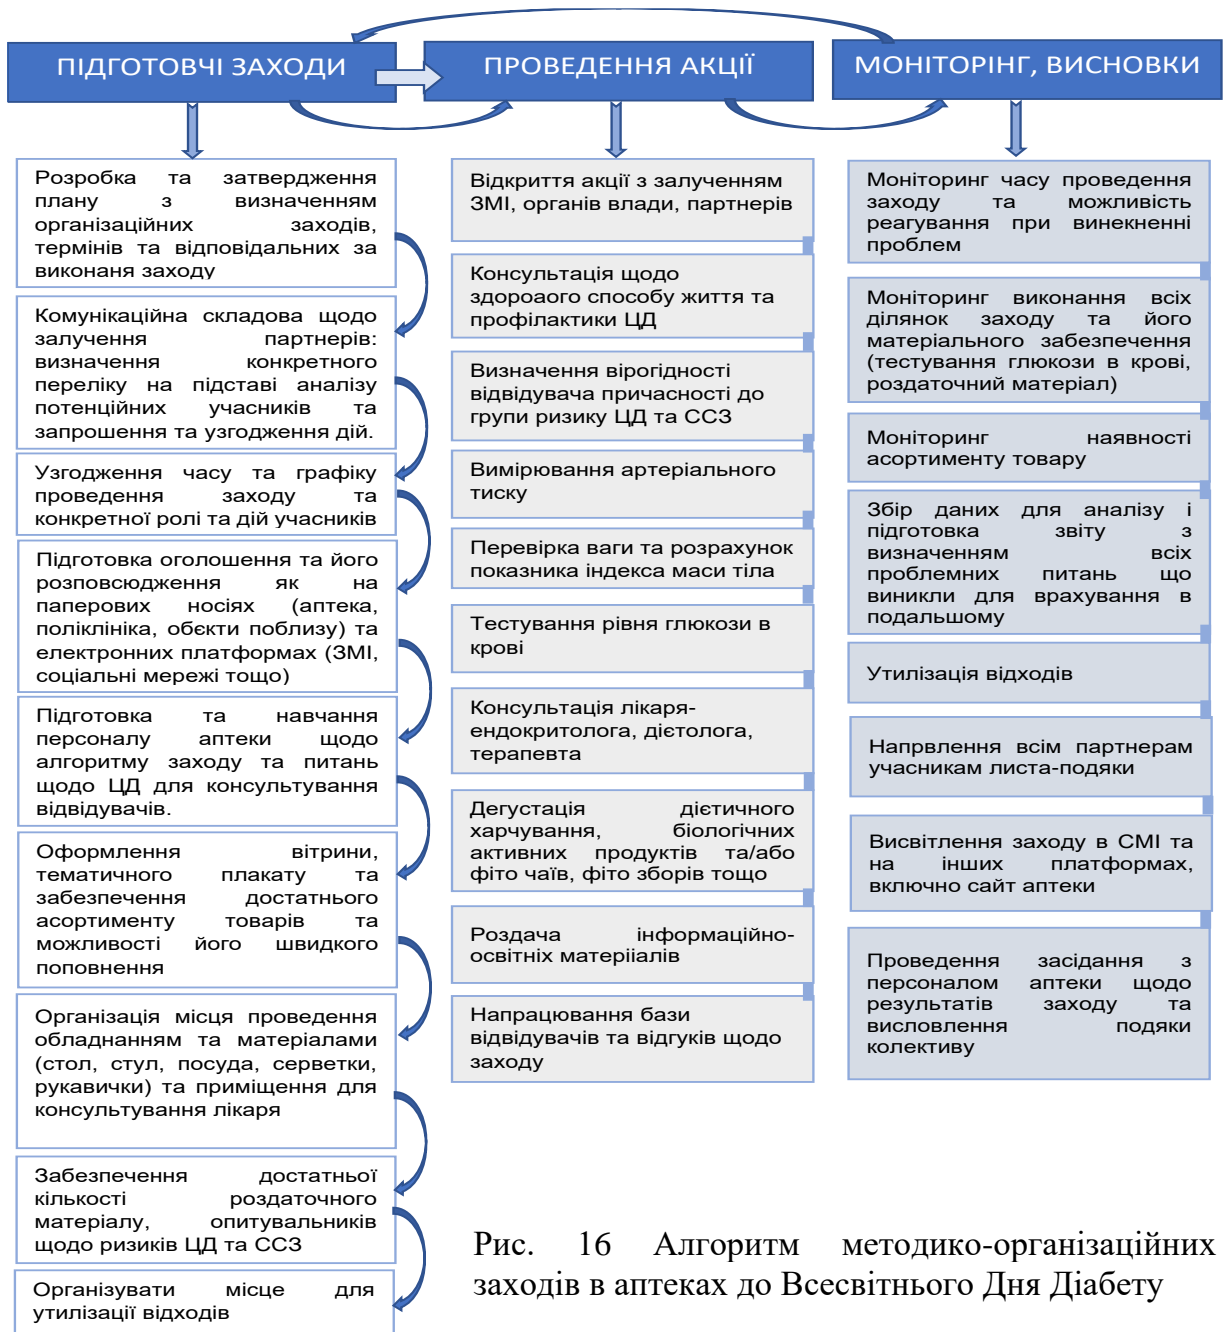 ПІДГОТОВЧІ ЗАХОДИ
ПРОВЕДЕННЯ АКЦІЇ
МОНІТОРІНГ, ВИСНОВКИ
Розробка та затвердження
плану з визначенням
організаційних заходів,
термінів та відповідальних за
виконаня заходу
Комунікаційна складова щодо
залучення партнерів:
визначення конкретного
переліку на підставі аналізу
потенційних учасників та
запрошення та узгодження дій.
Узгодження часу та графіку
проведення заходу та
конкретної ролі та дій учасників
Підготовка оголошення та його
розповсюдження як на
паперових носіях (аптека,
поліклініка, обєкти поблизу) та
електронних платформах (ЗМІ,
соціальні мережі тощо)
Підготовка та навчання
персоналу аптеки щодо
алгоритму заходу та питань
щодо ЦД для консультування
відвідувачів.
Оформлення вітрини,
тематичного плакату та
забезпечення достатнього
асортименту товарів та
можливості його швидкого
поповнення
Організація місця проведення
обладнанням та матеріалами
(стол, стул, посуда, серветки,
рукавички) та приміщення для
консультування лікаря
Забезпечення достатньої
кількості роздаточного
матеріалу, опитувальників
щодо ризиків ЦД та ССЗ
Організувати місце для
утилізації відходів
Відкриття акції з залученням
ЗМІ, органів влади, партнерів
Консультація щодо
здороаого способу життя та
профілактики ЦД
Визначення вірогідності
відвідувача причасності до
групи ризику ЦД та ССЗ
Вимірювання артеріального
тиску
Перевірка ваги та розрахунок
показника індекса маси тіла
Тестування рівня глюкози в
крові
Консультація лікаря-
ендокритолога, дієтолога,
терапевта
Дегустація дієтичного
харчування, біологічних
активних продуктів та/або
фіто чаїв, фіто зборів тощо
Роздача інформаційно-
освітніх матерііалів
Напрацювання бази
відвідувачів та відгуків щодо
заходу
Моніторинг часу проведення
заходу та можливість
реагування при винекненні
проблем
Моніторинг виконання всіх
ділянок заходу та його
матеріального забезпечення
(тестування глюкози в крові,
роздаточний матеріал)
Моніторинг наявності
асортименту товару
Збір даних для аналізу і
підготовка звіту з
визначенням всіх
проблемних питань що
виникли для врахування в
подальшому
Утилізація відходів
Напрвлення всім партнерам
учасникам листа-подяки
Висвітлення заходу в СМІ та
на інших платформах,
включно сайт аптеки
Проведення засідання з
персоналом аптеки щодо
результатів заходу та
висловлення подяки
колективу
Рис. 16 Алгоритм методико-організаційних
заходів в аптеках до Всесвітнього Дня Діабету